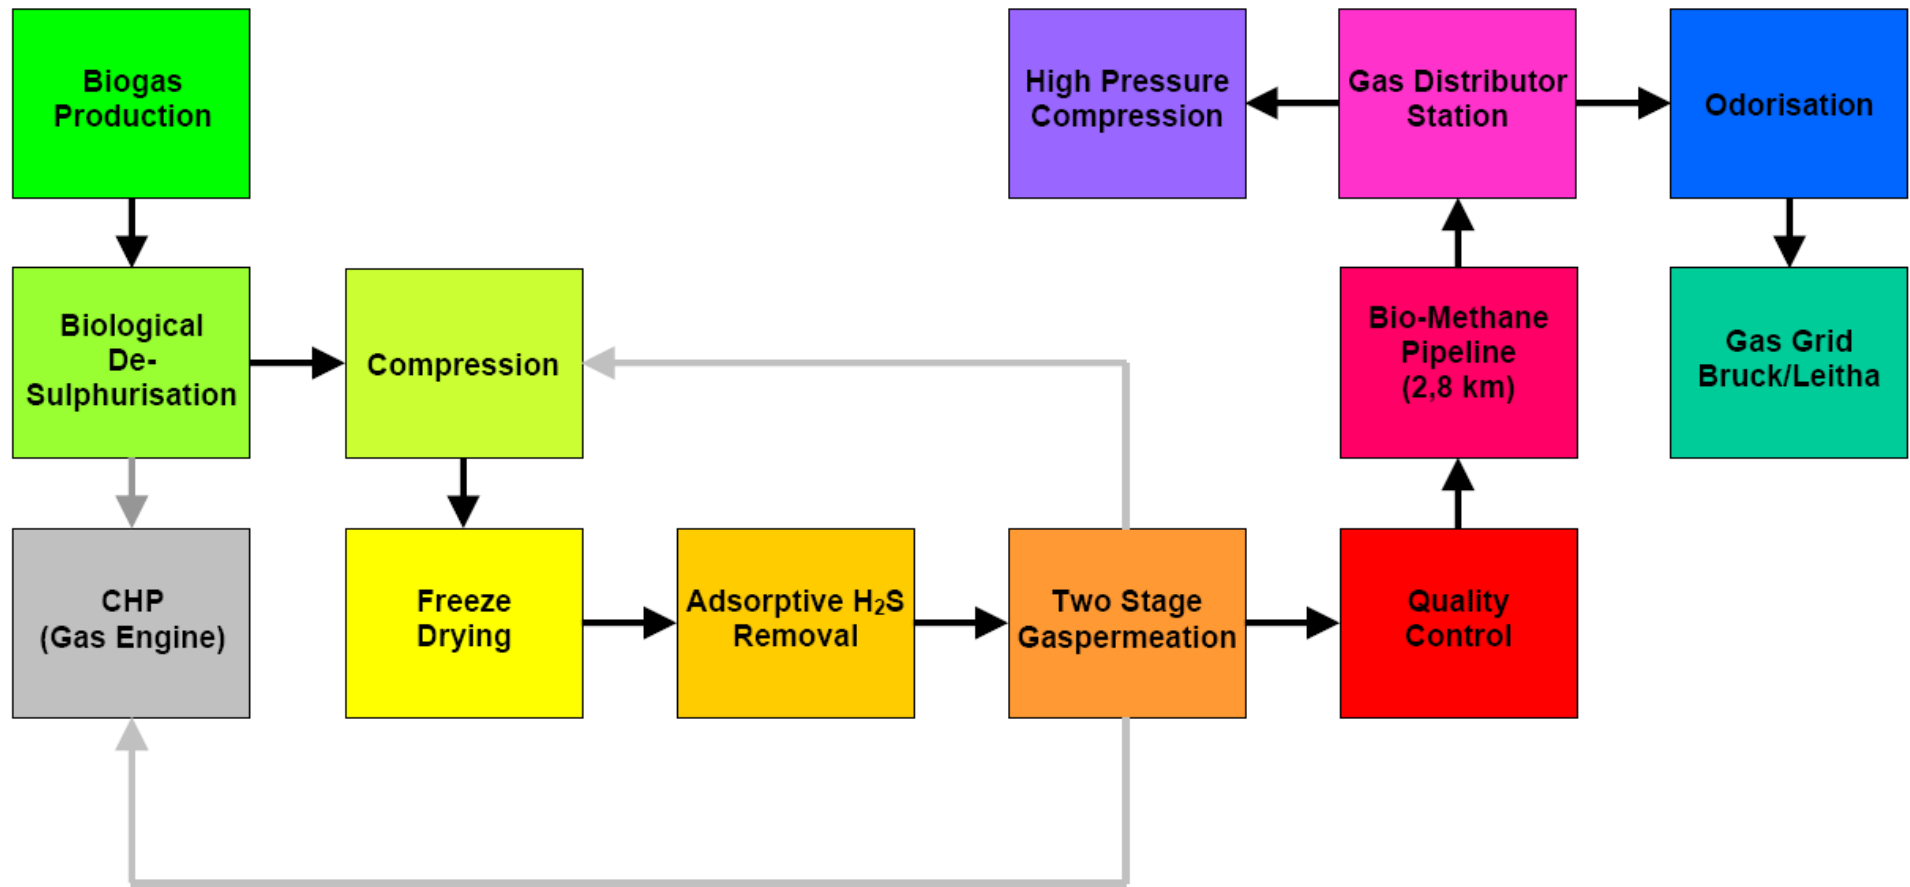 Biogas
Production
High Pressure
Compression
Gas Distributor
Station
Odorisation
Biological
De-
Sulphurisation
Compression
Bio-Methane
Pipeline
(2,8 km)
Gas Grid
Bruck/Leitha
CHP
(Gas Engine)
Freeze
Drying
Adsorptive H₂S
Removal
Two Stage
Gaspermeation
Quality
Control